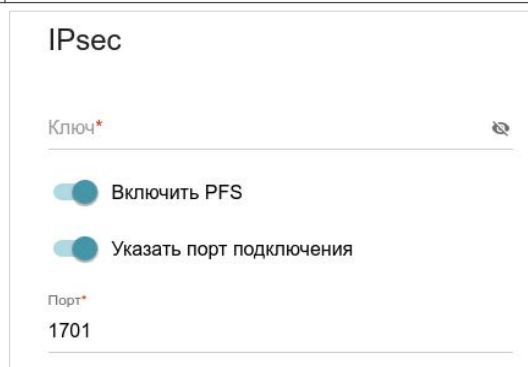 IPsec
Ключ*
Включить PFS
Указать порт подключения
Порт*
1701